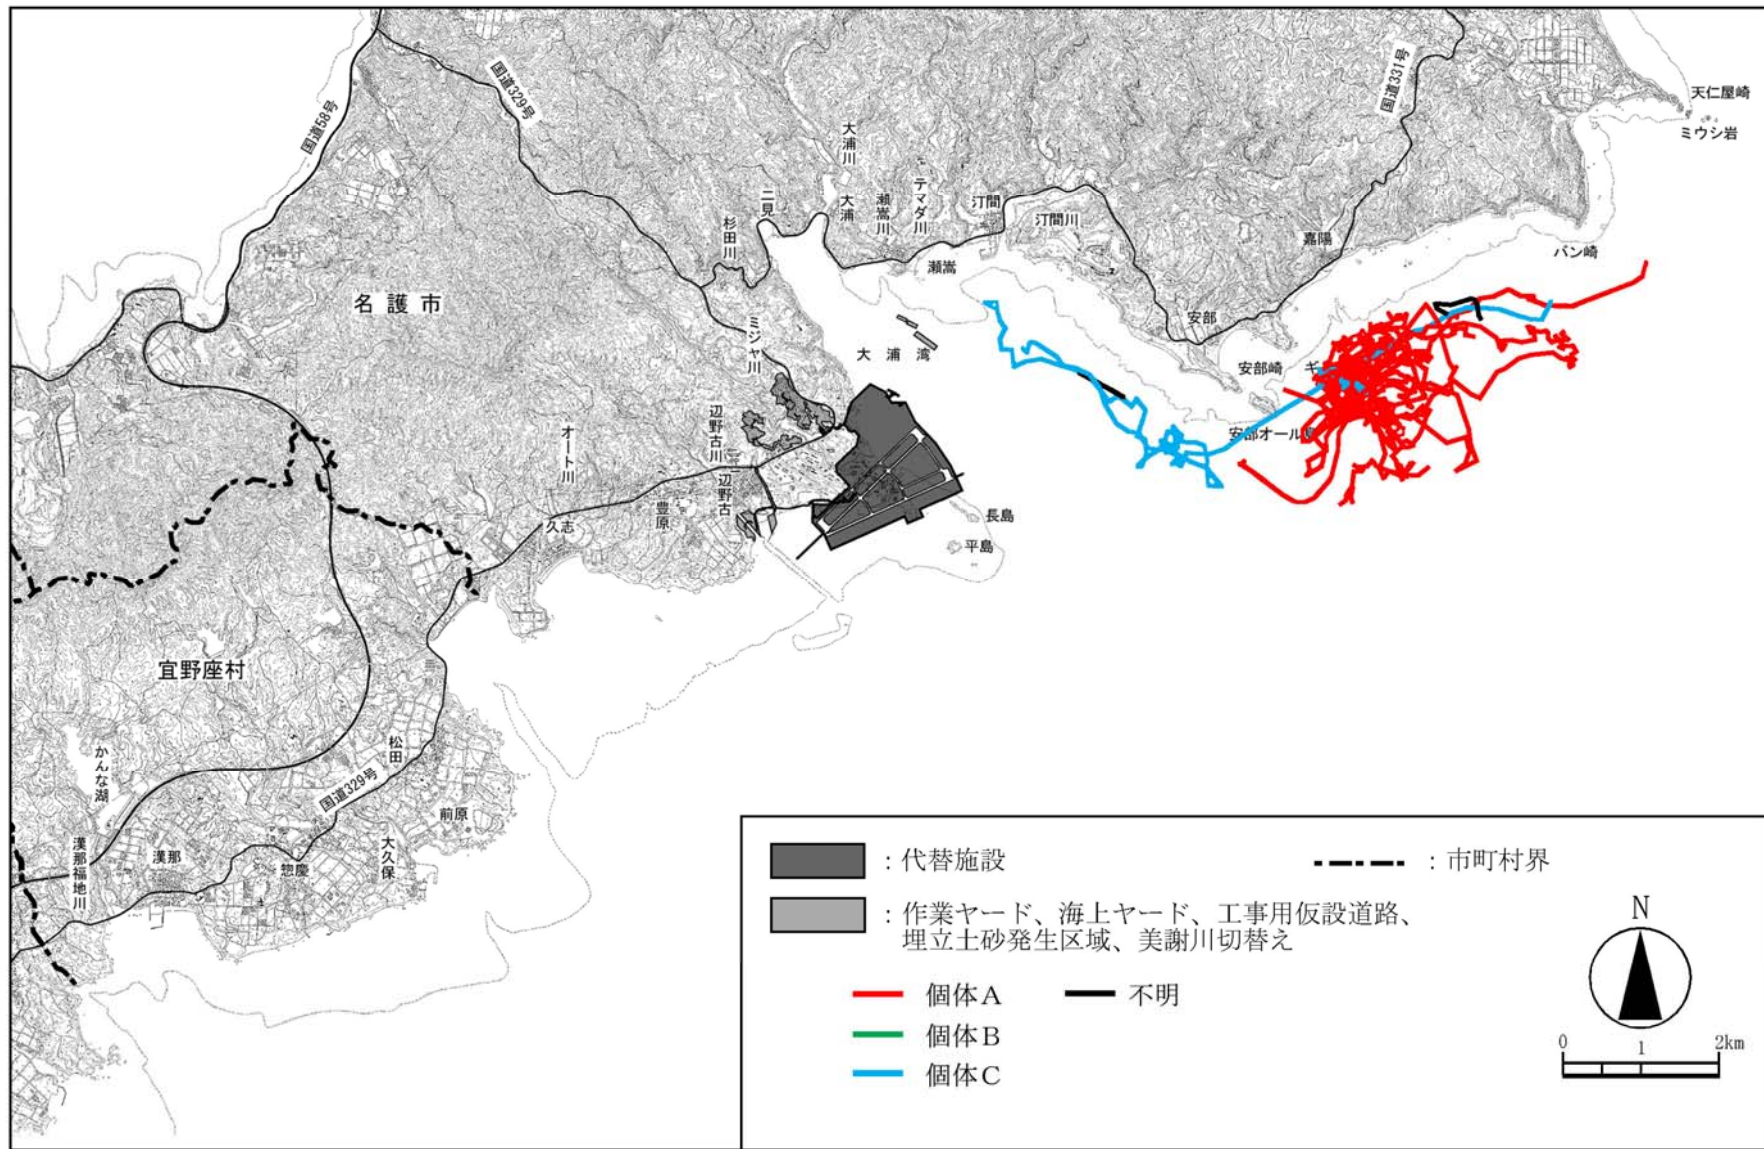 国道58号
国道329号
国道331号
天仁屋崎
ミウシ岩
大浦川
テマダ川
瀬嵩川
大浦
二見
杉田川
汀間
汀間川
嘉陽
バン崎
瀬嵩
安部
名護市
ミジャ川
大浦湾
安部崎
ギ
安部オール島
辺野古川
オート川
辺野古
豊原
久志
長島
平島
宜野座村
かんな湖
松田
国道329号
前原
大久保
惣慶
漢那
漢那福地川
:代替施設
:市町村界
:作業ヤード、海上ヤード、工事用仮設道路、
埋立土砂発生区域、美謝川切替え
個体A
不明
個体B
個体C
N
0 1 2km